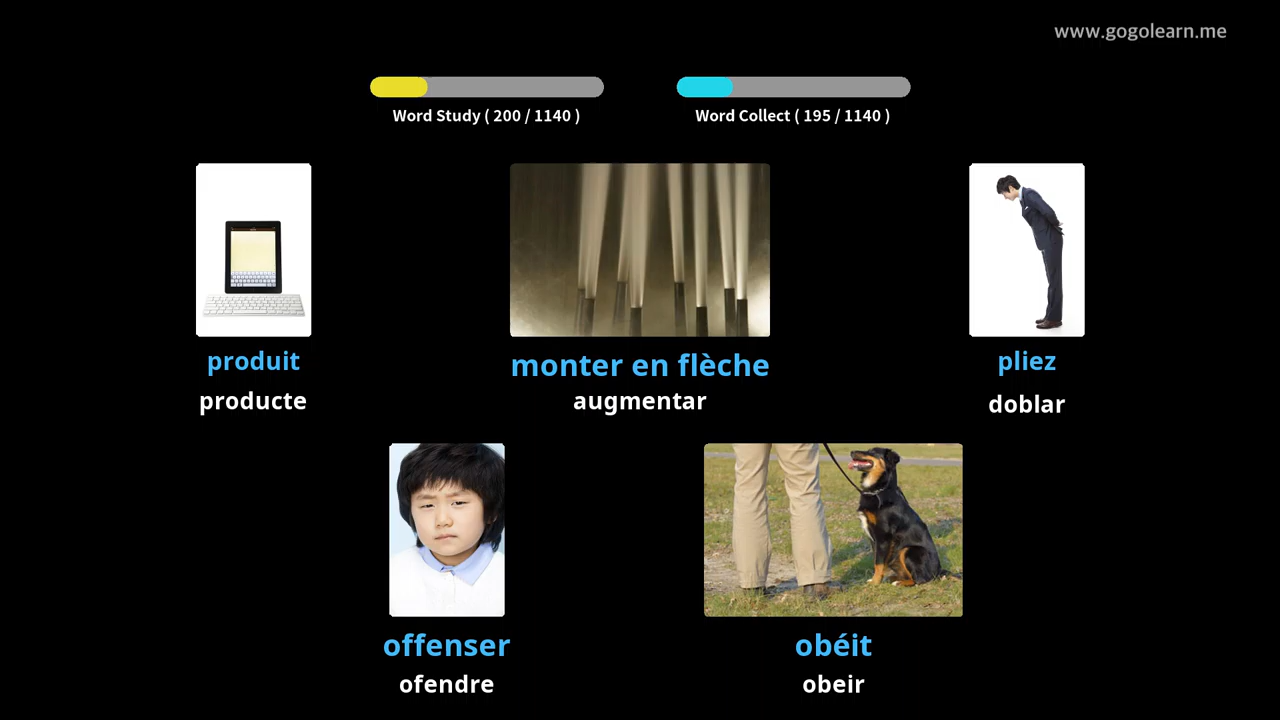 www.gogolearn.me
Word Study ( 200 / 1140 )
Word Collect ( 195 / 1140 )
produit
producte
monter en flèche
augmentar
pliez
doblar
offenser
ofendre
obéit
obeir